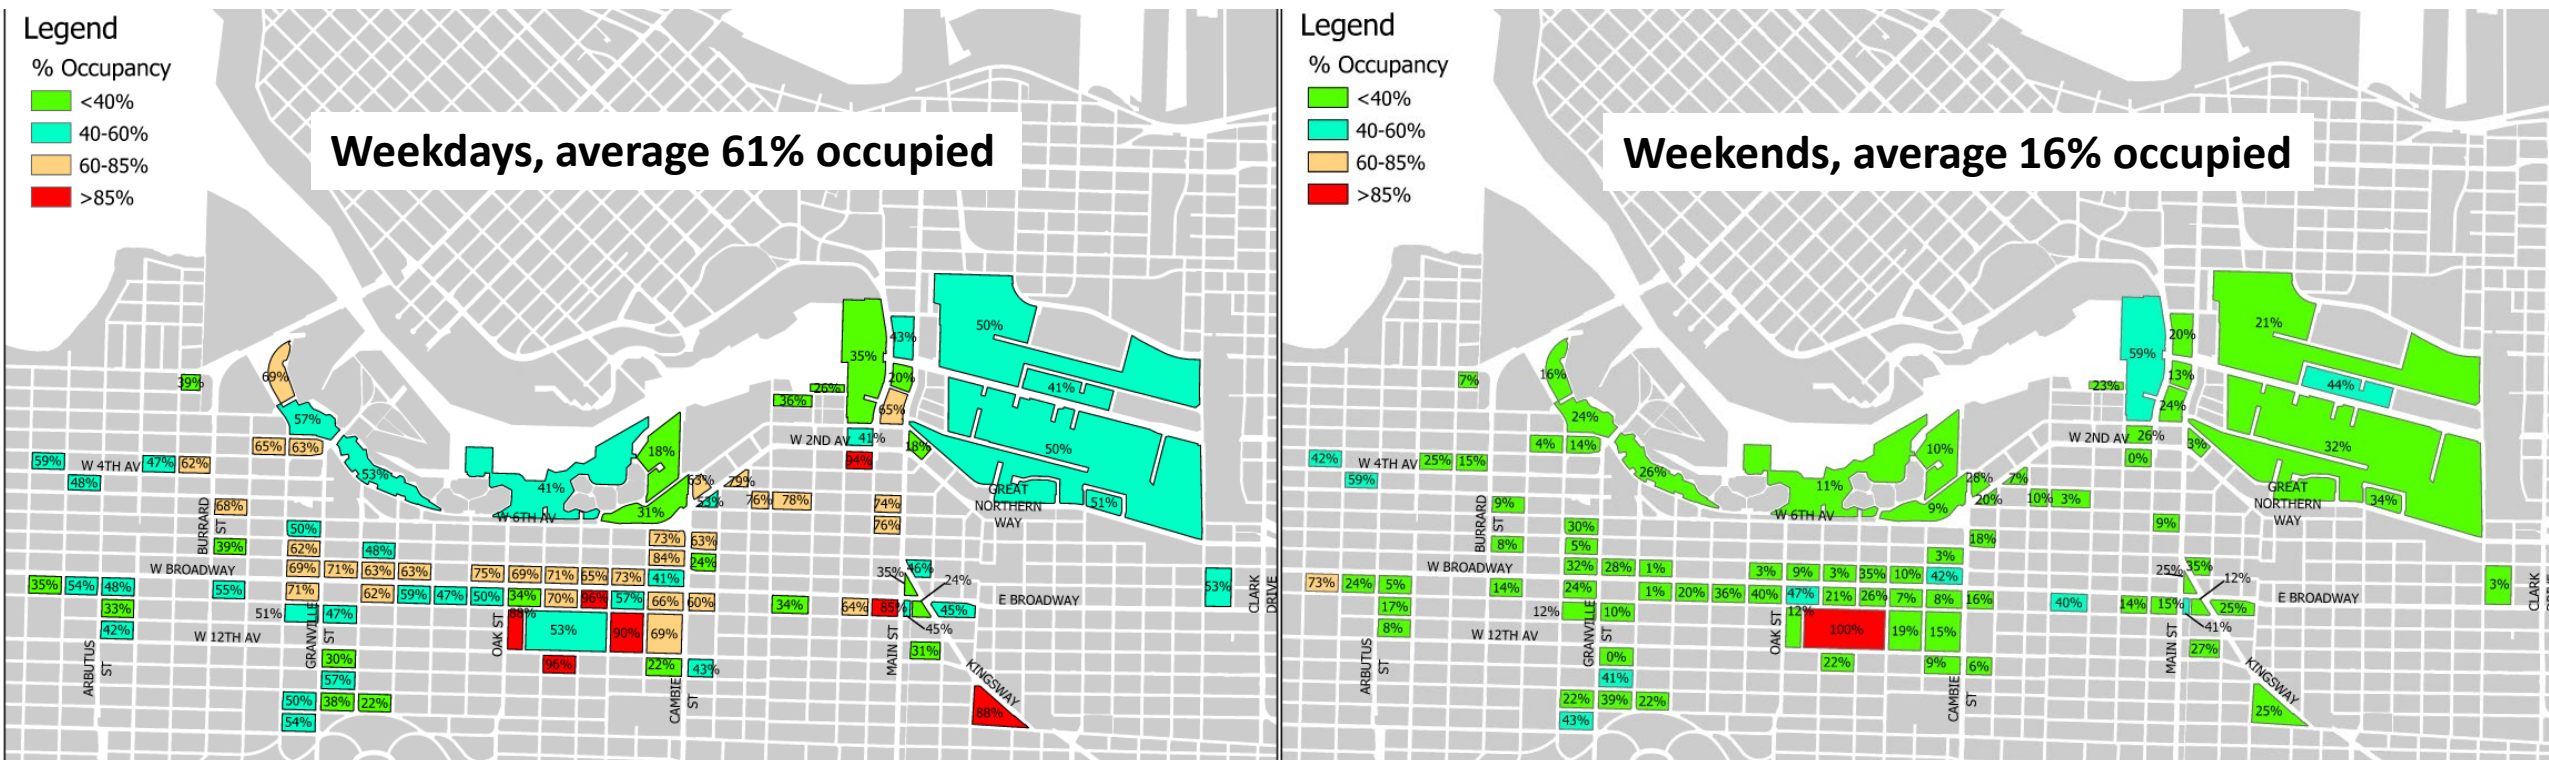 Legend
% Occupancy
<40%
40-60%
60-85%
>85%
Weekdays, average 61% occupied
50%
43%
35%
69%
39%
26%
20%
41%
36%
65%
57%
W 2ND AV 41%
18%
65% 63%
18%
50%
59% W 4TH AV 47% 62%
94%
48%
53%
41%
63% 79%
53% 76% 78%
74%
GREAT
NORTHERN
WAY
51%
BURRARD
ST
68%
W 6TH AV
31%
50%
76%
39% 62% 48%
73% 63%
84% 24%
W BROADWAY 69% 71% 63% 63% 75% 69% 71% 65% 73% 41%
35% 46%
24%
35% 54% 48% 55% 71% 62% 59% 47% 50% 34% 70% 96% 57% 66% 60% 34% 64% 85% 45%
E BROADWAY
53%
CLARK
DRIVE
33%
51% 47%
88%
42%
W 12TH AV
GRANVILLE
ST
OAK ST
53% 90% 69%
MAIN ST
45%
31%
ARBUTUS
ST
30%
96%
22% 43%
57%
CAMBIE
ST
KINGSWAY
50% 38% 22%
54%
88%
Legend
% Occupancy
<40%
40-60%
60-85%
>85%
Weekends, average 16% occupied
21%
20%
59%
16%
7%
23%
13%
44%
24%
24%
W 2ND AV 26%
3%
4% 14%
10%
32%
42% W 4TH AV 25% 15%
0%
59%
26%
11%
28% 7%
20% 10% 3%
GREAT
NORTHERN
WAY
34%
BURRARD
ST
9%
W 6TH AV
9%
30%
9%
8% 5%
18%
3%
W BROADWAY 32% 28% 1% 3% 9% 3% 35% 10% 42%
25% 35%
12%
73% 24% 5% 14% 24% 1% 20% 36% 40% 47% 21% 26% 7% 8% 16% 40% 14% 15% 25%
E BROADWAY
3%
CLARK
17%
12% 10%
12%
8%
W 12TH AV
GRANVILLE
ST
OAK ST
100% 19% 15%
MAIN ST
41%
27%
ARBUTUS
ST
0%
22%
9% 6%
41%
CAMBIE
ST
KINGSWAY
22% 39% 22%
43%
25%